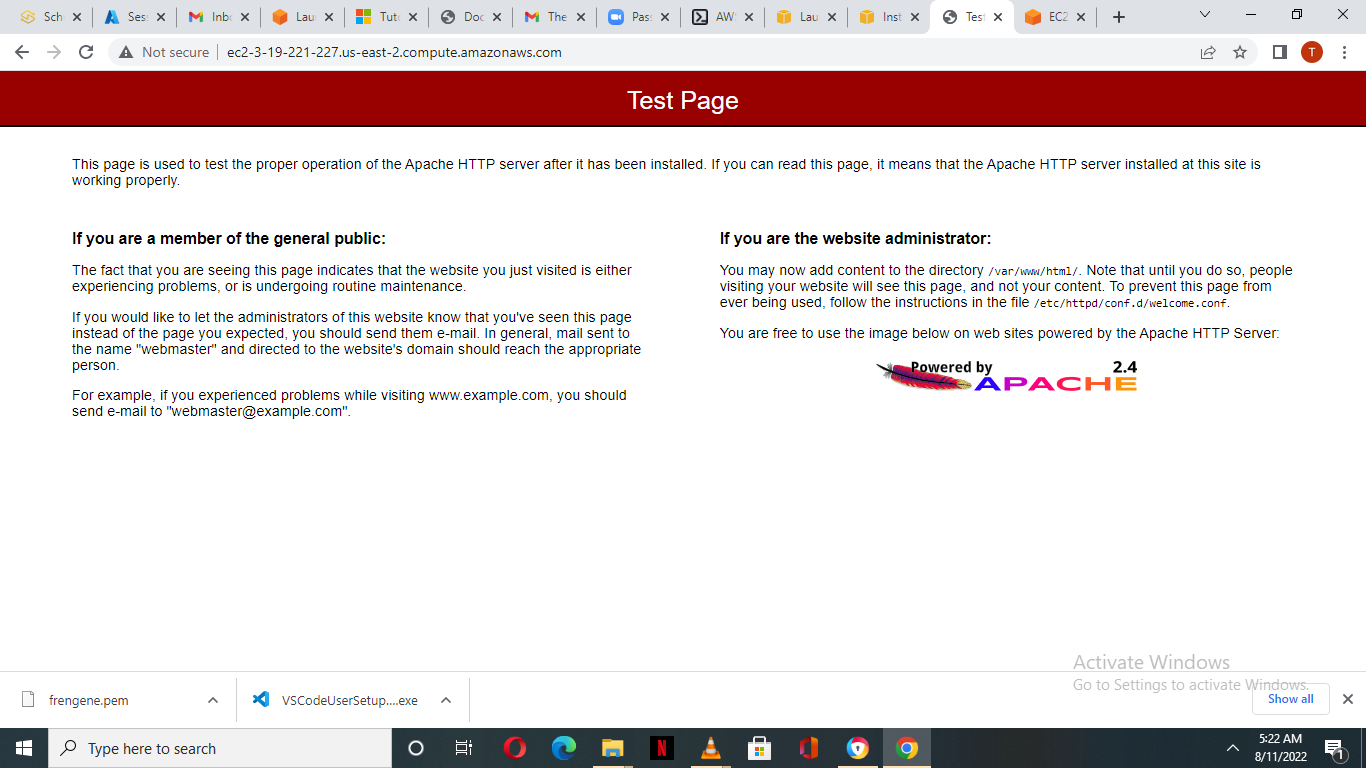 Sch
Ses
Inbo
Lau
Tuto
Doc
The
Pas
AW
Lau
Inst
Test
EC2
Not secure
ec2-3-19-221-227.us-east-2.compute.amazonaws.com
T
Test Page
This page is used to test the proper operation of the Apache HTTP server after it has been installed. If you can read this page, it means that the Apache HTTP server installed at this site is
working properly.
If you are a member of the general public:
The fact that you are seeing this page indicates that the website you just visited is either
experiencing problems, or is undergoing routine maintenance.
If you would like to let the administrators of this website know that you've seen this page
instead of the page you expected, you should send them e-mail. In general, mail sent to
the name "webmaster" and directed to the website's domain should reach the appropriate
person.
For example, if you experienced problems while visiting www.example.com, you should
send e-mail to "webmaster@example.com".
If you are the website administrator:
You may now add content to the directory /var/www/html/. Note that until you do so, people
visiting your website will see this page, and not your content. To prevent this page from
ever being used, follow the instructions in the file /etc/httpd/conf.d/welcome.conf.
You are free to use the image below on web sites powered by the Apache HTTP Server:
Powered by 2.4
APACHE
Activate Windows
Go to Settings to activate Windows.
frengene.pem
VSCodeUserSetup....exe
Show all
Type here to search
N
5:22 AM
8/11/2022
1